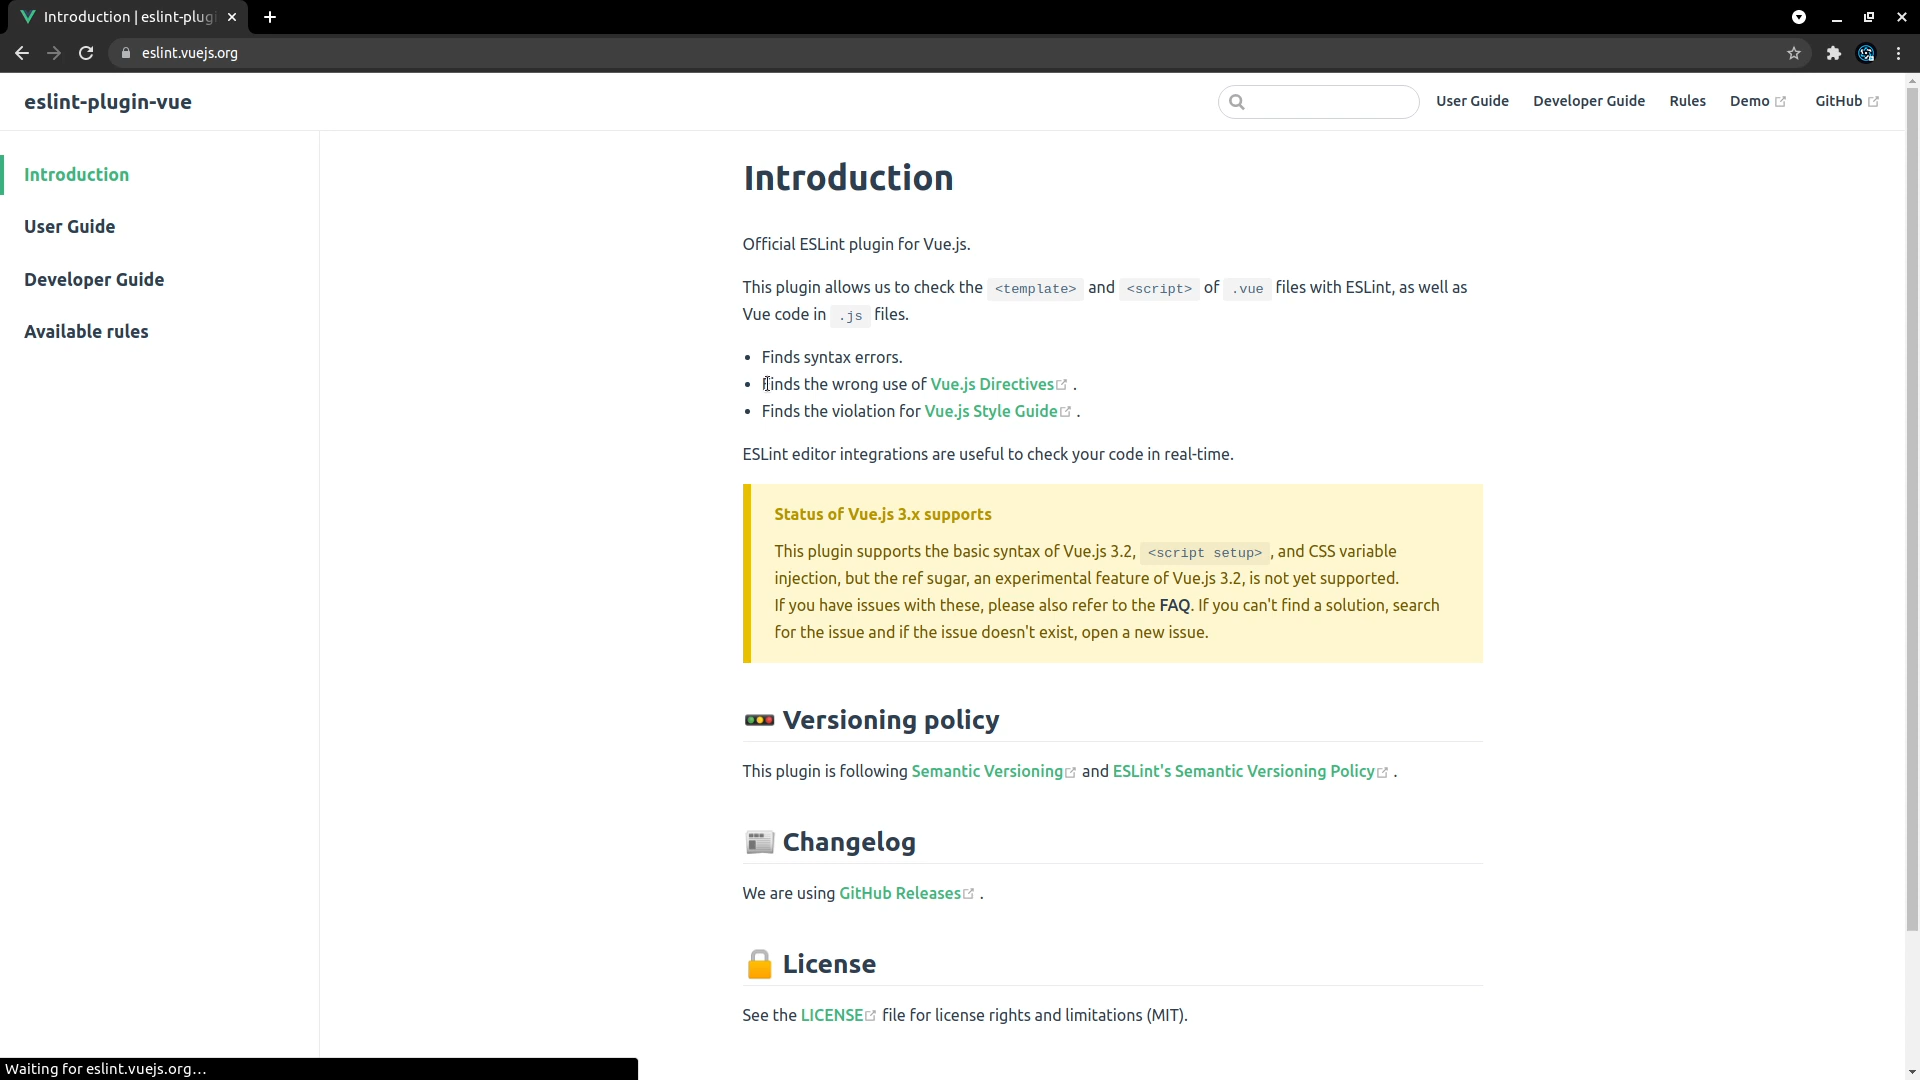 Introduction | eslint-plug
eslint.vuejs.org
eslint-plugin-vue
User Guide
Developer Guide
Rules
Demo
GitHub
Introduction
User Guide
Developer Guide
Available rules
Introduction
Official ESLint plugin for Vue.js.
This plugin allows us to check the <template> and <script> of .vue files with ESLint, as well as
Vue code in .js files.
• Finds syntax errors.
• Finds the wrong use of Vue.js Directives .
• Finds the violation for Vue.js Style Guide .
ESLint editor integrations are useful to check your code in real-time.
Status of Vue.js 3.x supports
This plugin supports the basic syntax of Vue.js 3.2, <script setup> , and CSS variable
injection, but the ref sugar, an experimental feature of Vue.js 3.2, is not yet supported.
If you have issues with these, please also refer to the FAQ. If you can't find a solution, search
for the issue and if the issue doesn't exist, open a new issue.
🚥 Versioning policy
This plugin is following Semantic Versioning and ESLint's Semantic Versioning Policy .
📰 Changelog
We are using GitHub Releases .
🔒 License
See the LICENSE file for license rights and limitations (MIT).
Waiting for eslint.vuejs.org...